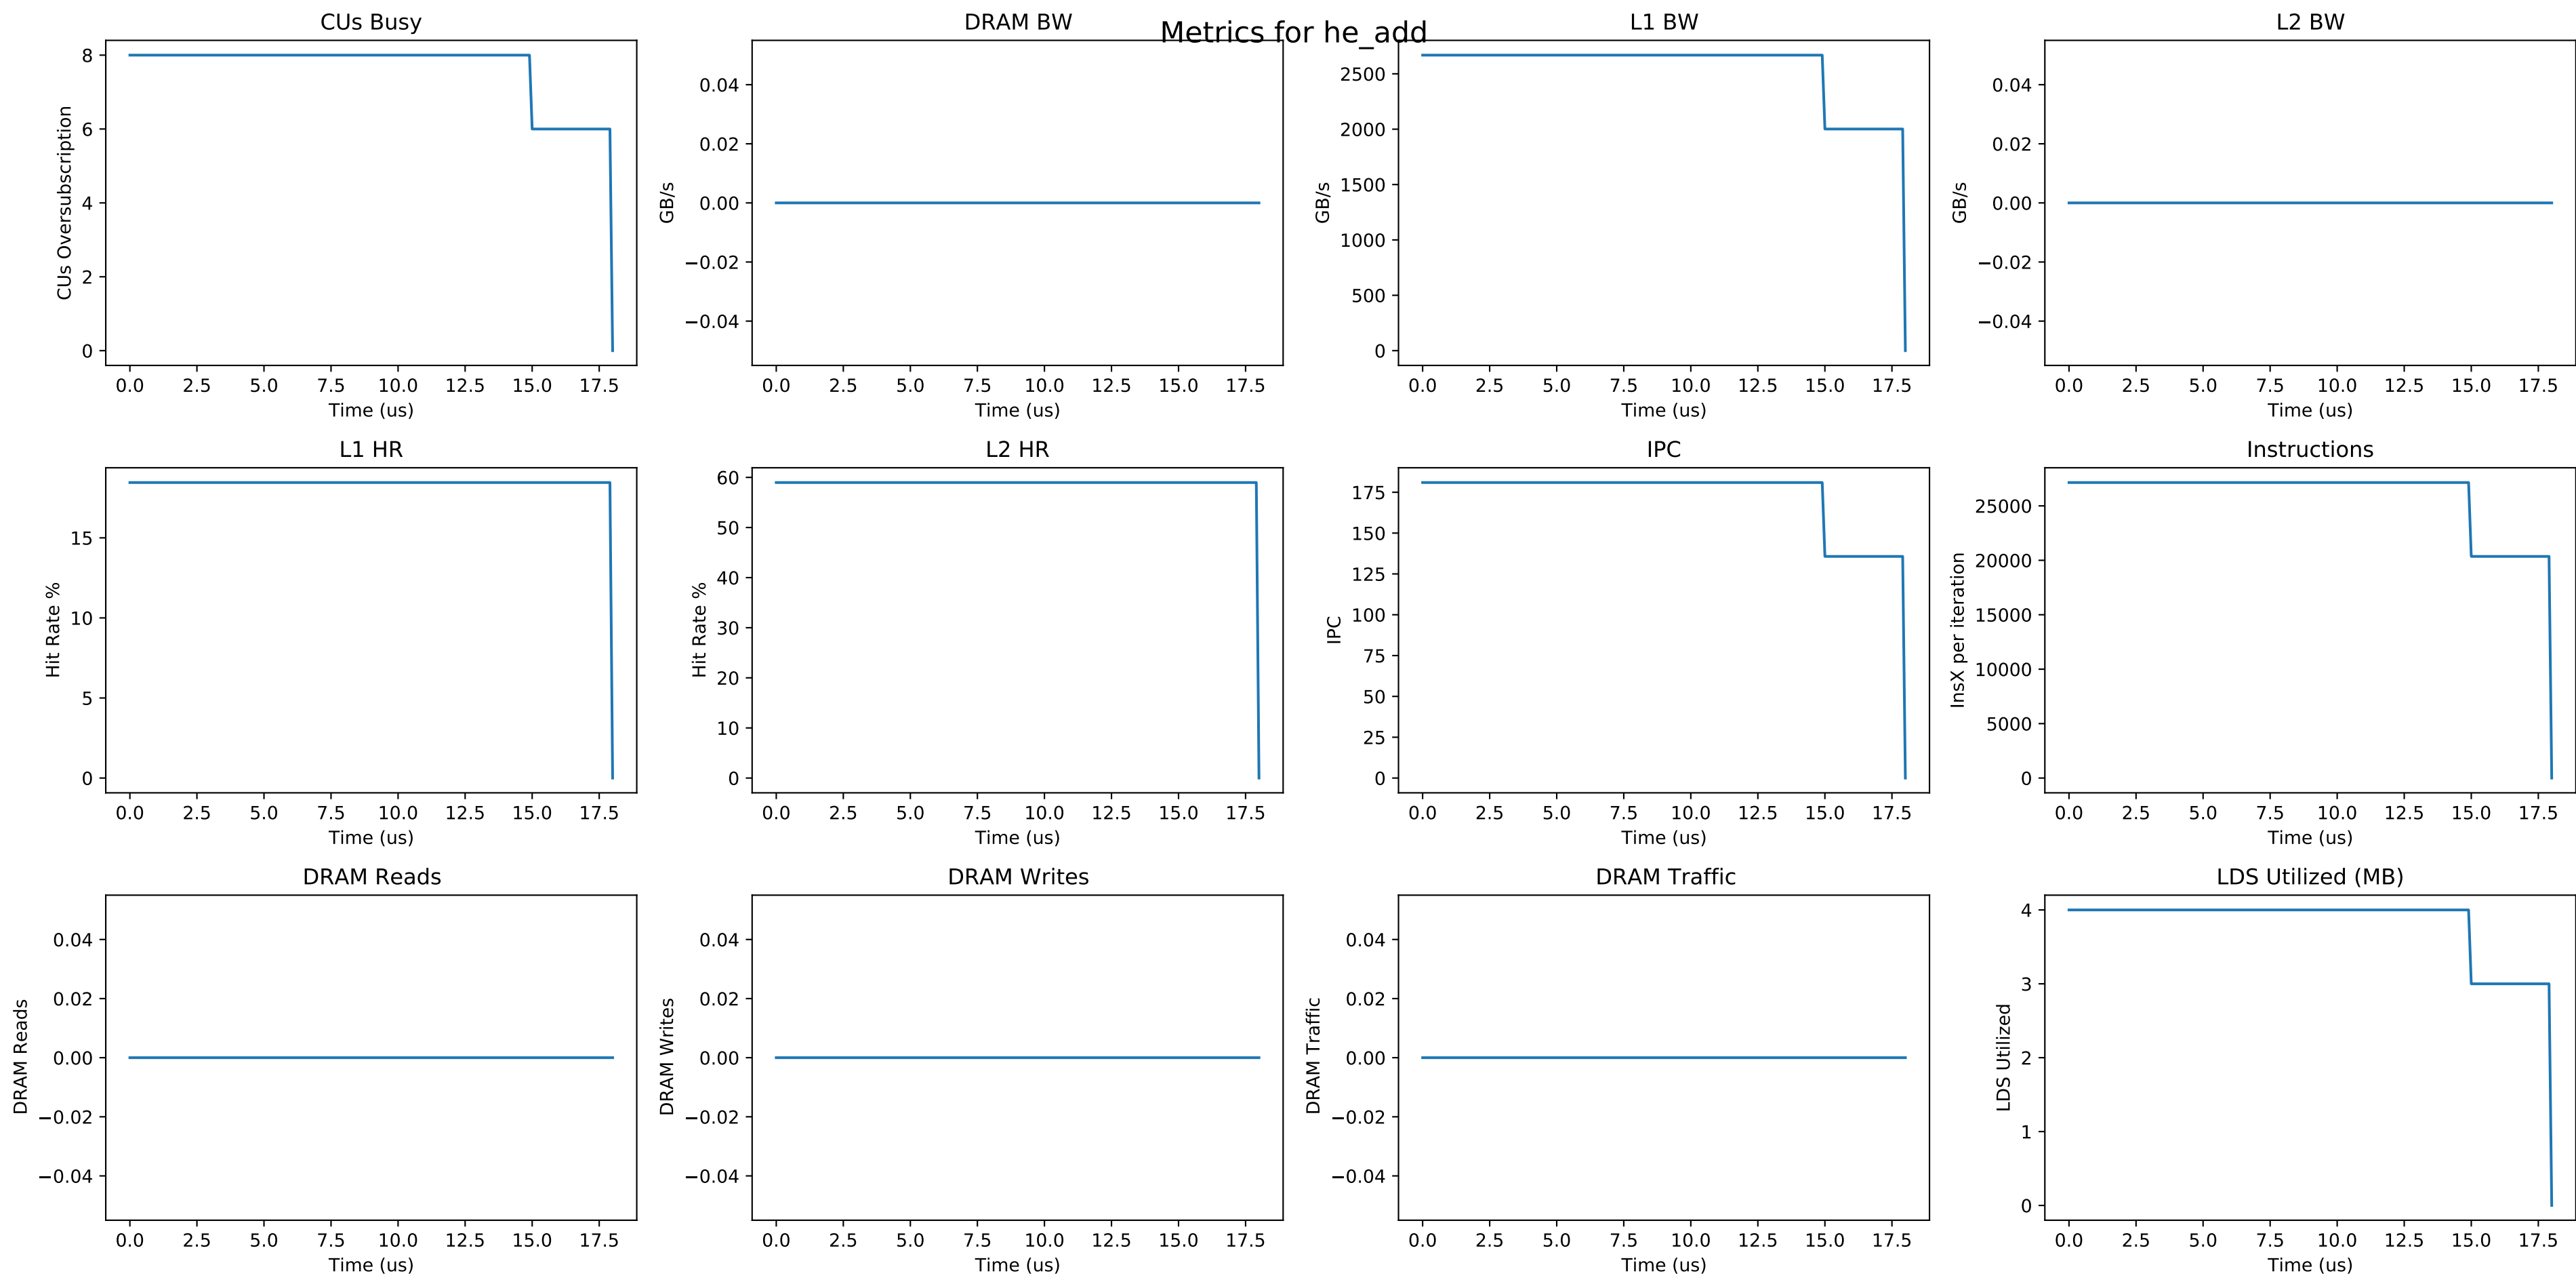 Metrics for he_add
CUs Busy
CUs Oversubscription
8
6
4
2
0
0.0 2.5 5.0 7.5 10.0 12.5 15.0 17.5
Time (us)
DRAM BW
GB/s
0.04
0.02
0.00
−0.02
−0.04
0.0 2.5 5.0 7.5 10.0 12.5 15.0 17.5
Time (us)
L1 BW
GB/s
2500
2000
1500
1000
500
0
0.0 2.5 5.0 7.5 10.0 12.5 15.0 17.5
Time (us)
L2 BW
GB/s
0.04
0.02
0.00
−0.02
−0.04
0.0 2.5 5.0 7.5 10.0 12.5 15.0 17.5
Time (us)
L1 HR
Hit Rate %
15
10
5
0
0.0 2.5 5.0 7.5 10.0 12.5 15.0 17.5
Time (us)
L2 HR
Hit Rate %
60
50
40
30
20
10
0
0.0 2.5 5.0 7.5 10.0 12.5 15.0 17.5
Time (us)
IPC
IPC
175
150
125
100
75
50
25
0
0.0 2.5 5.0 7.5 10.0 12.5 15.0 17.5
Time (us)
Instructions
InsX per iteration
25000
20000
15000
10000
5000
0
0.0 2.5 5.0 7.5 10.0 12.5 15.0 17.5
Time (us)
DRAM Reads
DRAM Reads
0.04
0.02
0.00
−0.02
−0.04
0.0 2.5 5.0 7.5 10.0 12.5 15.0 17.5
Time (us)
DRAM Writes
DRAM Writes
0.04
0.02
0.00
−0.02
−0.04
0.0 2.5 5.0 7.5 10.0 12.5 15.0 17.5
Time (us)
DRAM Traffic
DRAM Traffic
0.04
0.02
0.00
−0.02
−0.04
0.0 2.5 5.0 7.5 10.0 12.5 15.0 17.5
Time (us)
LDS Utilized (MB)
LDS Utilized
4
3
2
1
0
0.0 2.5 5.0 7.5 10.0 12.5 15.0 17.5
Time (us)